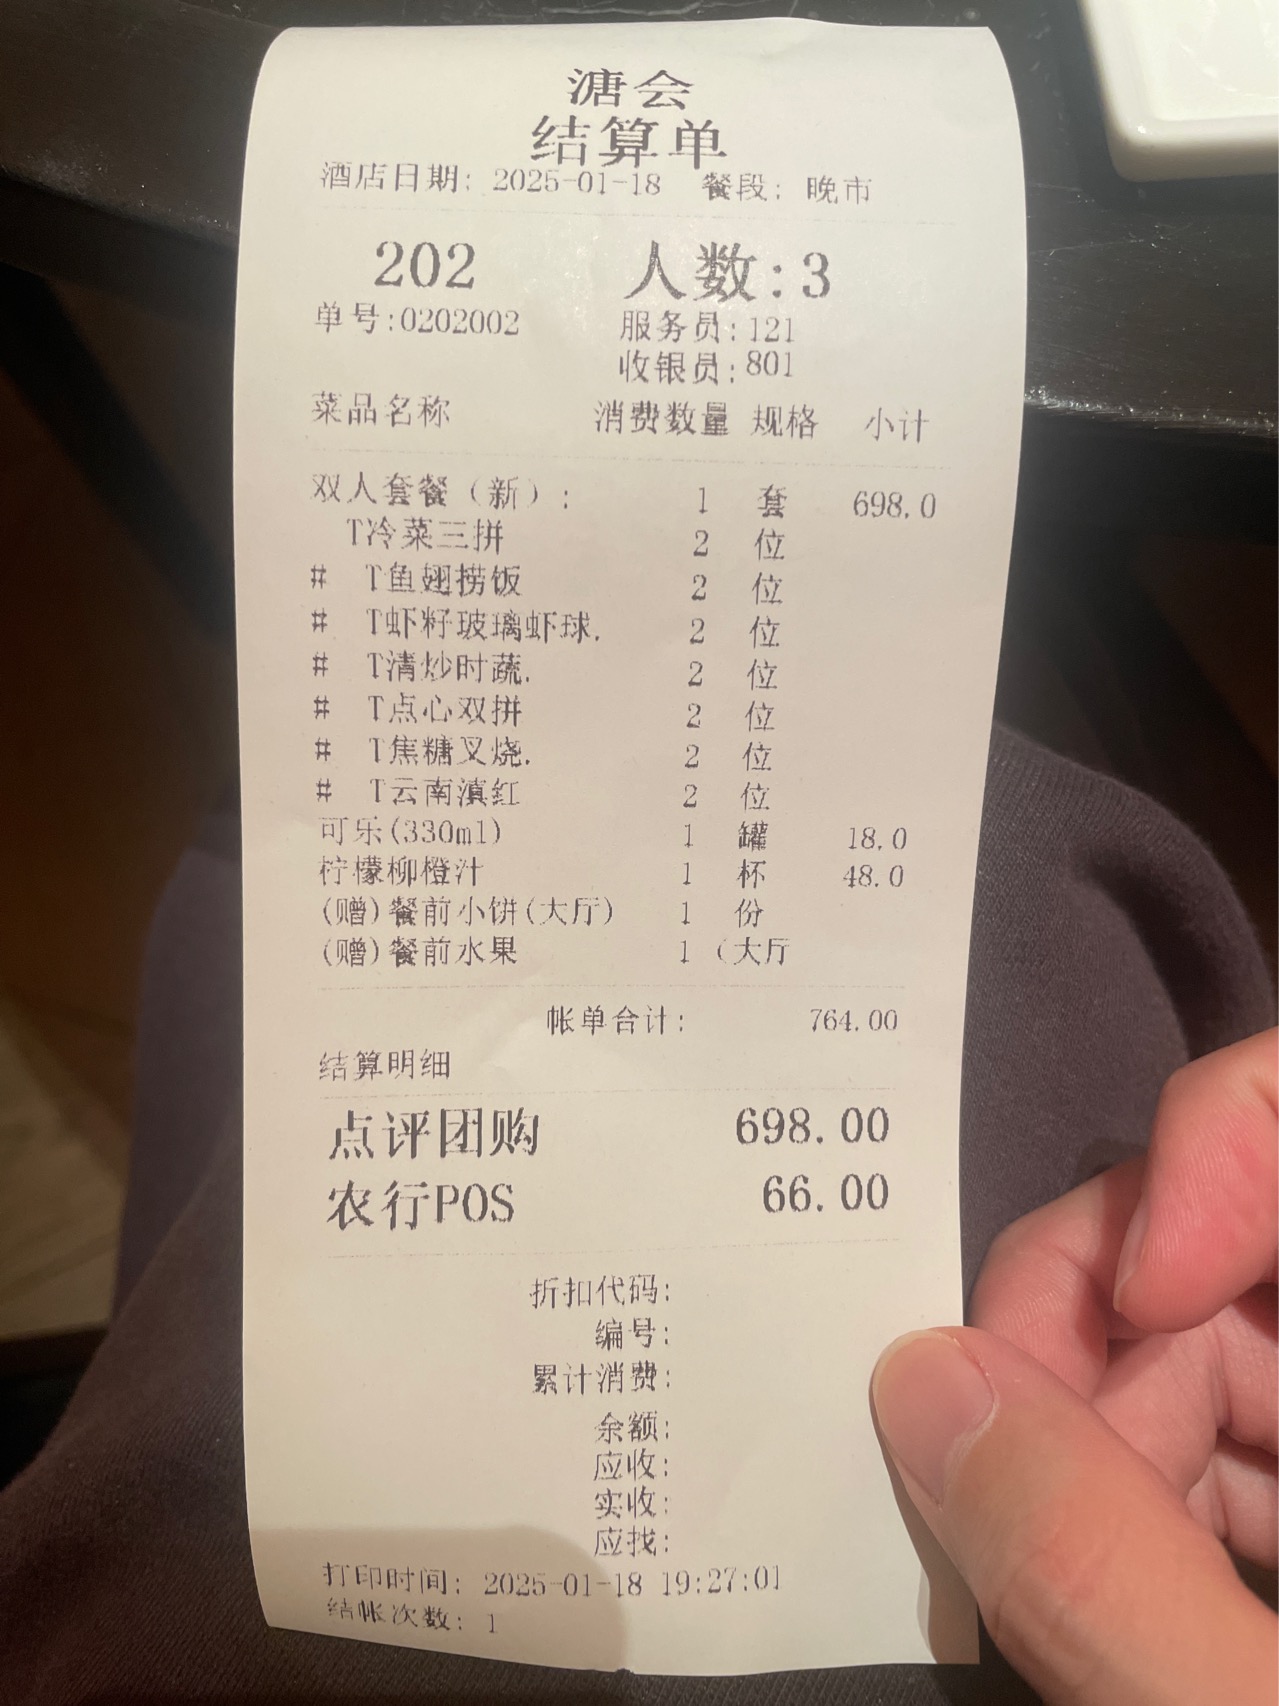 溏会
结算单
酒店日期: 2025-01-18 餐段: 晚市
202 人数:3
单号:0202002 服务员:121
收银员:801
菜品名称 消费数量 规格 小计
双人套餐（新）: 1 套 698.0
T冷菜三拼 2 位
# T鱼翅捞饭 2 位
# T虾籽玻璃虾球. 2 位
# T清炒时蔬. 2 位
# T点心双拼 2 位
# T焦糖叉烧. 2 位
# T云南滇红 2 位
可乐(330ml) 1 罐 18.0
柠檬柳橙汁 1 杯 48.0
(赠)餐前小饼(大厅) 1 份
(赠)餐前水果 1 (大厅
帐单合计: 764.00
结算明细
点评团购 698.00
农行POS 66.00
折扣代码:
编号:
累计消费:
余额:
应收:
实收:
应找:
打印时间: 2025-01-18 19:27:01
结帐次数: 1